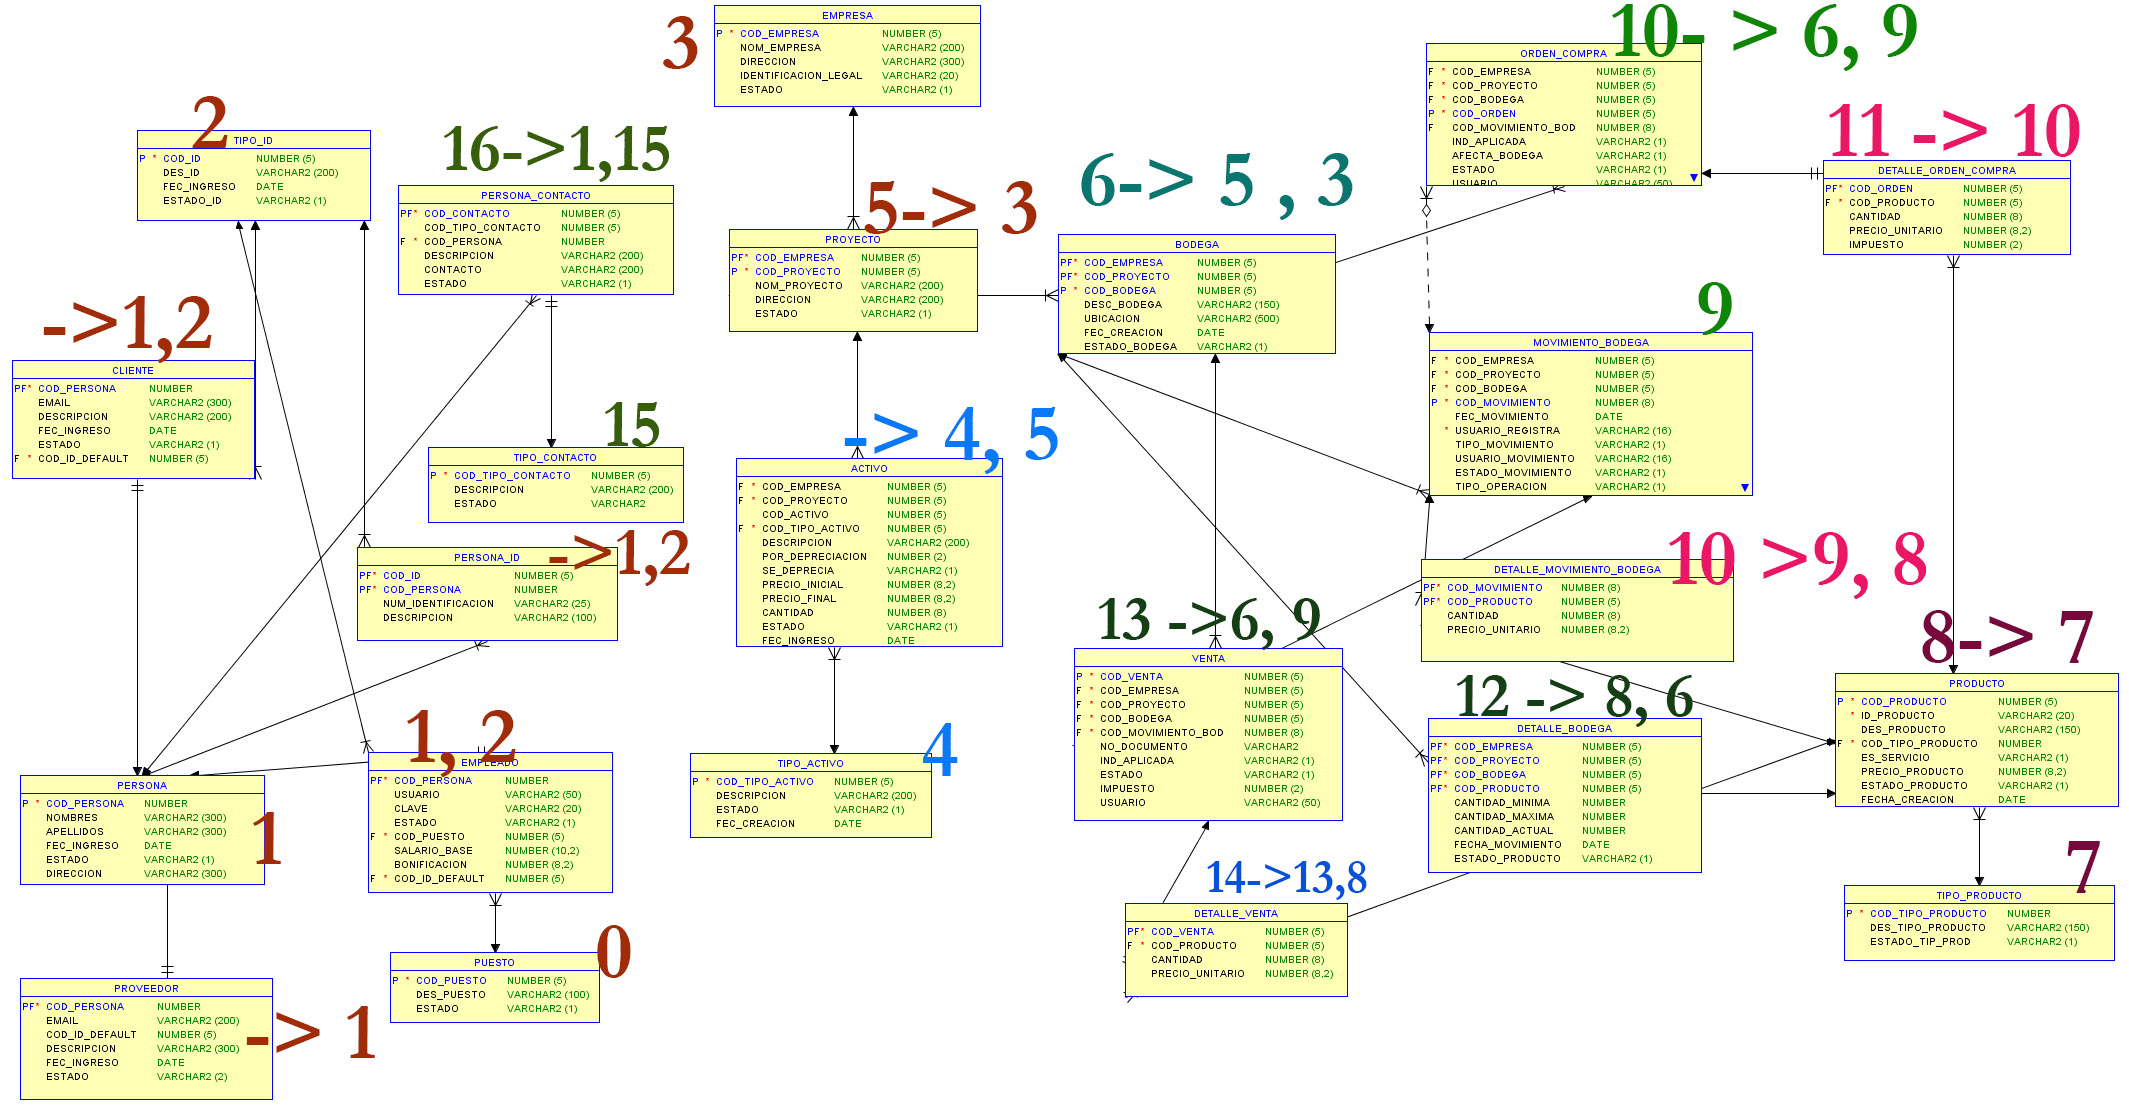 3
EMPRESA
P * COD_EMPRESA NUMBER (5)
NOM_EMPRESA VARCHAR2 (200)
DIRECCION VARCHAR2 (300)
IDENTIFICACION_LEGAL VARCHAR2 (20)
ESTADO VARCHAR2 (1)
10- > 6, 9
ORDEN_COMPRA
F * COD_EMPRESA NUMBER (5)
F * COD_PROYECTO NUMBER (5)
F * COD_BODEGA NUMBER (5)
P * COD_ORDEN NUMBER (5)
F COD_MOVIMIENTO_BOD NUMBER (8)
IND_APLICADA VARCHAR2 (1)
AFECTA_BODEGA VARCHAR2 (1)
ESTADO VARCHAR2 (1)
USUARIO VARCHAR2 (50)
2
TIPO_ID
P * COD_ID NUMBER (5)
DES_ID VARCHAR2 (200)
FEC_INGRESO DATE
ESTADO_ID VARCHAR2 (1)
16->1,15
PERSONA_CONTACTO
PF* COD_CONTACTO NUMBER (5)
COD_TIPO_CONTACTO NUMBER (5)
F * COD_PERSONA NUMBER
DESCRIPCION VARCHAR2 (200)
CONTACTO VARCHAR2 (200)
ESTADO VARCHAR2 (1)
5-> 3
PROYECTO
PF* COD_EMPRESA NUMBER (5)
P * COD_PROYECTO NUMBER (5)
NOM_PROYECTO VARCHAR2 (200)
DIRECCION VARCHAR2 (200)
ESTADO VARCHAR2 (1)
6-> 5 , 3
BODEGA
PF* COD_EMPRESA NUMBER (5)
PF* COD_PROYECTO NUMBER (5)
P * COD_BODEGA NUMBER (5)
DESC_BODEGA VARCHAR2 (150)
UBICACION VARCHAR2 (500)
FEC_CREACION DATE
ESTADO_BODEGA VARCHAR2 (1)
11 -> 10
DETALLE_ORDEN_COMPRA
PF* COD_ORDEN NUMBER (5)
F * COD_PRODUCTO NUMBER (5)
CANTIDAD NUMBER (8)
PRECIO_UNITARIO NUMBER (8,2)
IMPUESTO NUMBER (2)
->1,2
CLIENTE
PF* COD_PERSONA NUMBER
EMAIL VARCHAR2 (300)
DESCRIPCION VARCHAR2 (200)
FEC_INGRESO DATE
ESTADO VARCHAR2 (1)
F * COD_ID_DEFAULT NUMBER (5)
9
MOVIMIENTO_BODEGA
F * COD_EMPRESA NUMBER (5)
F * COD_PROYECTO NUMBER (5)
F * COD_BODEGA NUMBER (5)
P * COD_MOVIMIENTO NUMBER (8)
FEC_MOVIMIENTO DATE
* USUARIO_REGISTRA VARCHAR2 (16)
TIPO_MOVIMIENTO VARCHAR2 (1)
USUARIO_MOVIMIENTO VARCHAR2 (16)
ESTADO_MOVIMIENTO VARCHAR2 (1)
TIPO_OPERACION VARCHAR2 (1)
15
TIPO_CONTACTO
P * COD_TIPO_CONTACTO NUMBER (5)
DESCRIPCION VARCHAR2 (200)
ESTADO VARCHAR2
-> 4, 5
ACTIVO
F * COD_EMPRESA NUMBER (5)
F * COD_PROYECTO NUMBER (5)
COD_ACTIVO NUMBER (5)
F * COD_TIPO_ACTIVO NUMBER (5)
DESCRIPCION VARCHAR2 (200)
POR_DEPRECIACION NUMBER (2)
SE_DEPRECIA VARCHAR2 (1)
PRECIO_INICIAL NUMBER (8,2)
PRECIO_FINAL NUMBER (8,2)
CANTIDAD NUMBER (8)
ESTADO VARCHAR2 (1)
FEC_INGRESO DATE
->1,2
PERSONA_ID
PF* COD_ID NUMBER (5)
PF* COD_PERSONA NUMBER
NUM_IDENTIFICACION VARCHAR2 (25)
DESCRIPCION VARCHAR2 (100)
10 >9, 8
DETALLE_MOVIMIENTO_BODEGA
PF* COD_MOVIMIENTO NUMBER (8)
PF* COD_PRODUCTO NUMBER (5)
CANTIDAD NUMBER (8)
PRECIO_UNITARIO NUMBER (8,2)
13 ->6, 9
VENTA
P * COD_VENTA NUMBER (5)
F * COD_EMPRESA NUMBER (5)
F * COD_PROYECTO NUMBER (5)
F * COD_BODEGA NUMBER (5)
F * COD_MOVIMIENTO_BOD NUMBER (8)
NO_DOCUMENTO VARCHAR2
IND_APLICADA VARCHAR2 (1)
ESTADO VARCHAR2 (1)
IMPUESTO NUMBER (2)
USUARIO VARCHAR2 (50)
8-> 7
PRODUCTO
P * COD_PRODUCTO NUMBER (5)
* ID_PRODUCTO VARCHAR2 (20)
DES_PRODUCTO VARCHAR2 (150)
F * COD_TIPO_PRODUCTO NUMBER
ES_SERVICIO VARCHAR2 (1)
PRECIO_PRODUCTO NUMBER (8,2)
ESTADO_PRODUCTO VARCHAR2 (1)
FECHA_CREACION DATE
12 -> 8, 6
DETALLE_BODEGA
PF* COD_EMPRESA NUMBER (5)
PF* COD_PROYECTO NUMBER (5)
PF* COD_BODEGA NUMBER (5)
PF* COD_PRODUCTO NUMBER (5)
CANTIDAD_MINIMA NUMBER
CANTIDAD_MAXIMA NUMBER
CANTIDAD_ACTUAL NUMBER
FECHA_MOVIMIENTO DATE
ESTADO_PRODUCTO VARCHAR2 (1)
1, 2
EMPLEADO
PF* COD_PERSONA NUMBER
USUARIO VARCHAR2 (50)
CLAVE VARCHAR2 (20)
ESTADO VARCHAR2 (1)
F * COD_PUESTO NUMBER (5)
SALARIO_BASE NUMBER (10,2)
BONIFICACION NUMBER (8,2)
F * COD_ID_DEFAULT NUMBER (5)
4
TIPO_ACTIVO
P * COD_TIPO_ACTIVO NUMBER (5)
DESCRIPCION VARCHAR2 (200)
ESTADO VARCHAR2 (1)
FEC_CREACION DATE
PERSONA
P * COD_PERSONA NUMBER
NOMBRES VARCHAR2 (300)
APELLIDOS VARCHAR2 (300)
FEC_INGRESO DATE
ESTADO VARCHAR2 (1)
DIRECCION VARCHAR2 (300)
1
14->13,8
DETALLE_VENTA
PF* COD_VENTA NUMBER (5)
F * COD_PRODUCTO NUMBER (5)
CANTIDAD NUMBER (8)
PRECIO_UNITARIO NUMBER (8,2)
7
TIPO_PRODUCTO
P * COD_TIPO_PRODUCTO NUMBER
DES_TIPO_PRODUCTO VARCHAR2 (150)
ESTADO_TIP_PROD VARCHAR2 (1)
0
PUESTO
P * COD_PUESTO NUMBER (5)
DES_PUESTO VARCHAR2 (100)
ESTADO VARCHAR2 (1)
PROVEEDOR
PF* COD_PERSONA NUMBER
EMAIL VARCHAR2 (200)
COD_ID_DEFAULT NUMBER (5)
DESCRIPCION VARCHAR2 (300)
FEC_INGRESO DATE
ESTADO VARCHAR2 (2)
-> 1